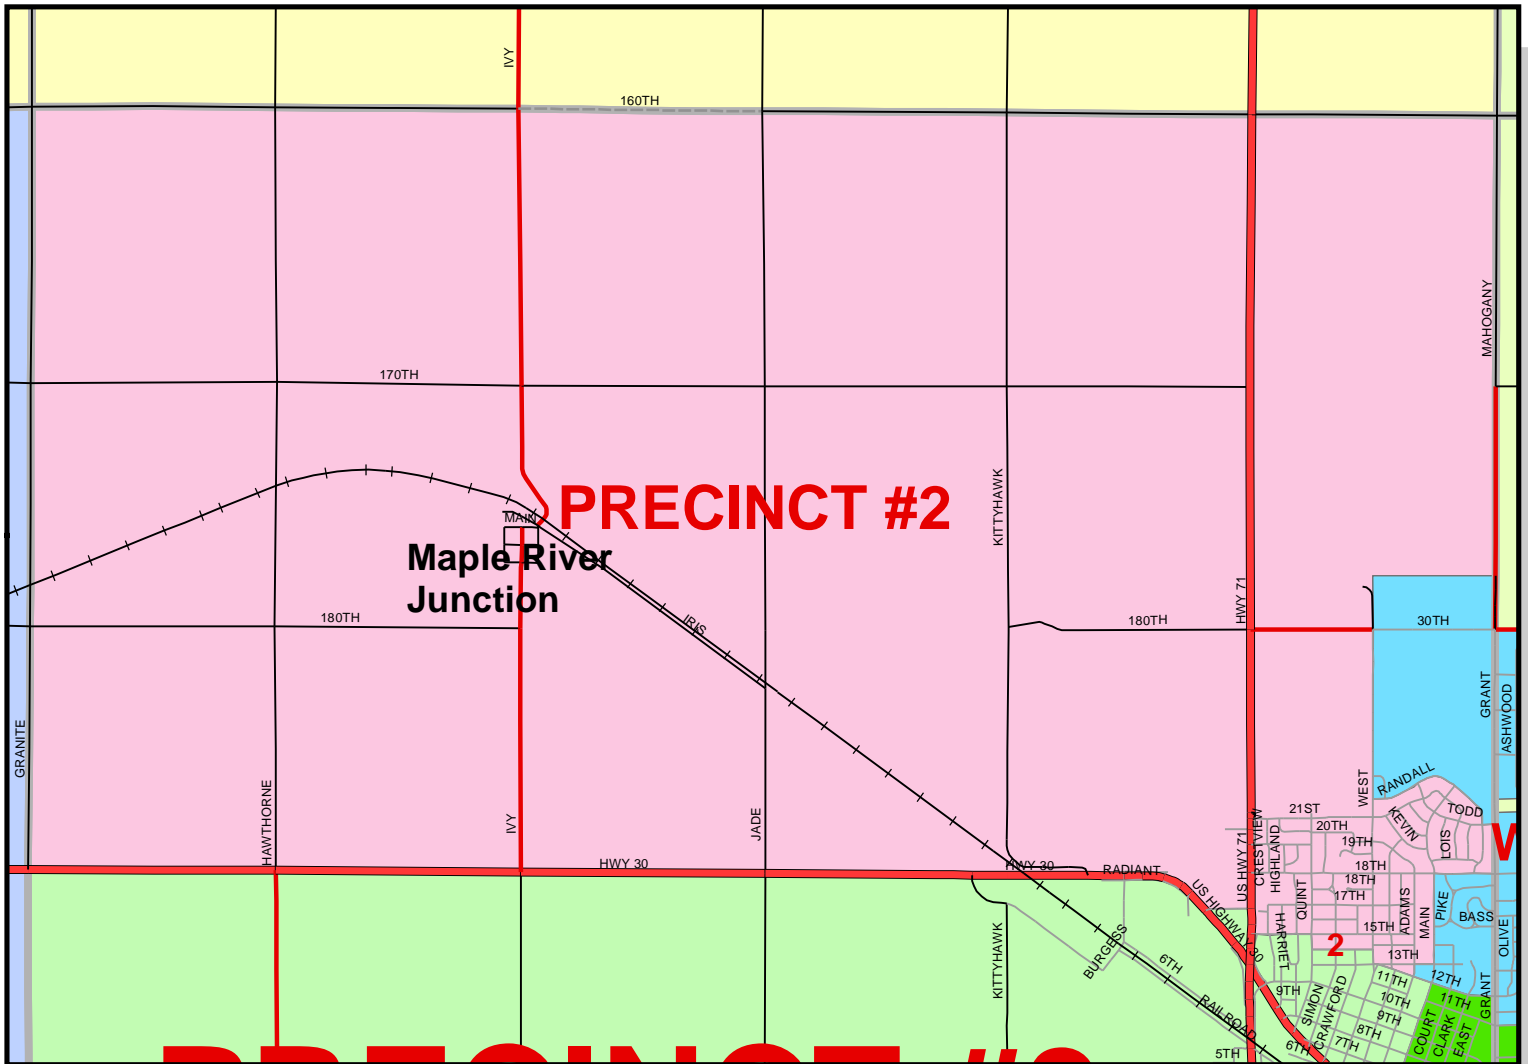 IVY
160TH
MAHOGANY
170TH
KITTYHAWK
PRECINCT #2
MAIN
Maple River
Junction
HWY 71
180TH
IRIS
180TH
30TH
GRANT
ASHWOOD
GRANITE
HAWTHORNE
IVY
JADE
WEST
RANDALL
21ST
TODD
KEVIN
20TH
19TH
LOIS
CRESTVIEW
HIGHLAND
US HWY 71
HWY 30
HWY 30
RADIANT
18TH
18TH
17TH
QUINT
ADAMS
MAIN
PIKE
BASS
OLIVE
US HIGHWAY 30
HARRIET
15TH
2
13TH
KITTYHAWK
BURGESS
6TH
RAILROAD
9TH
SIMON
CRAWFORD
11TH
12TH
GRANT
10TH
11TH
9TH
8TH
7TH
6TH
5TH
COURT
CLARK
EAST